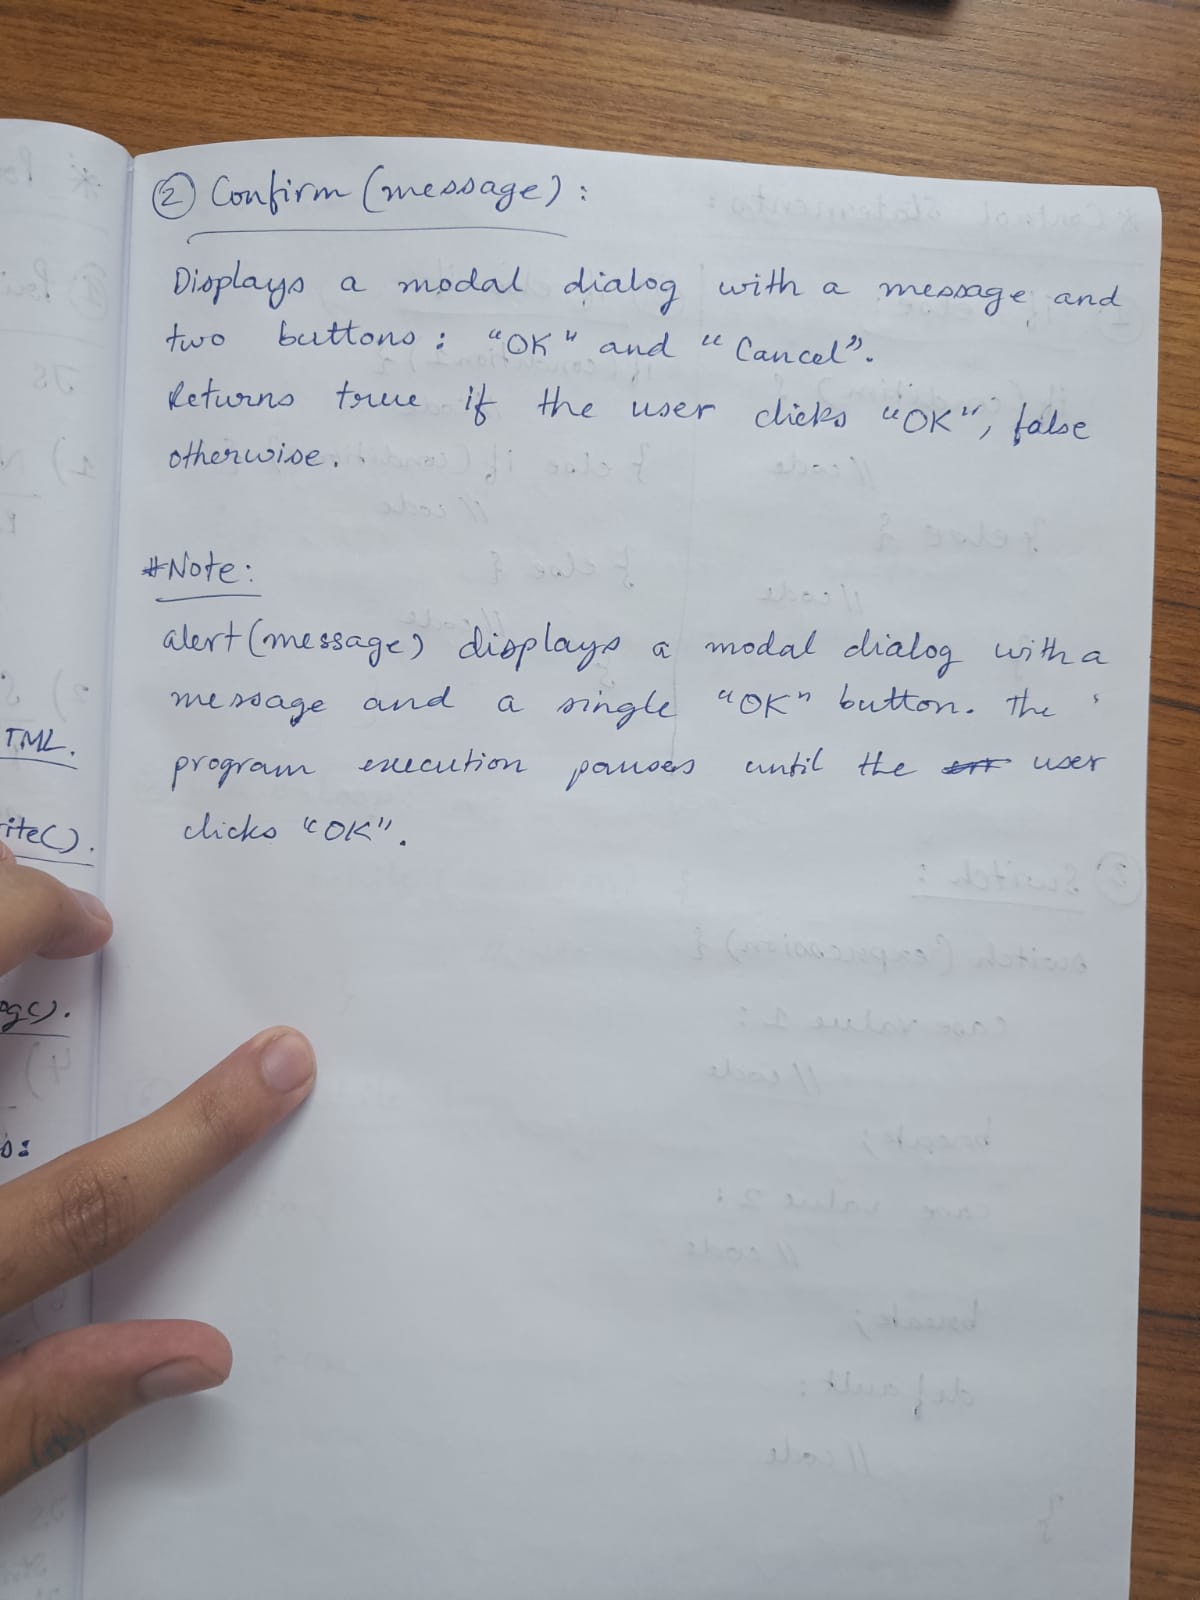 ② Confirm (message) :
Displays a modal dialog with a message and
two buttons : "OK" and "Cancel".
Returns true if the user clicks "OK", false
otherwise.
#Note:
alert (message) displays a modal dialog with a
message and a single "OK" button. The
program execution pauses until the user
clicks "OK".
TML.
rite().
og().
s: